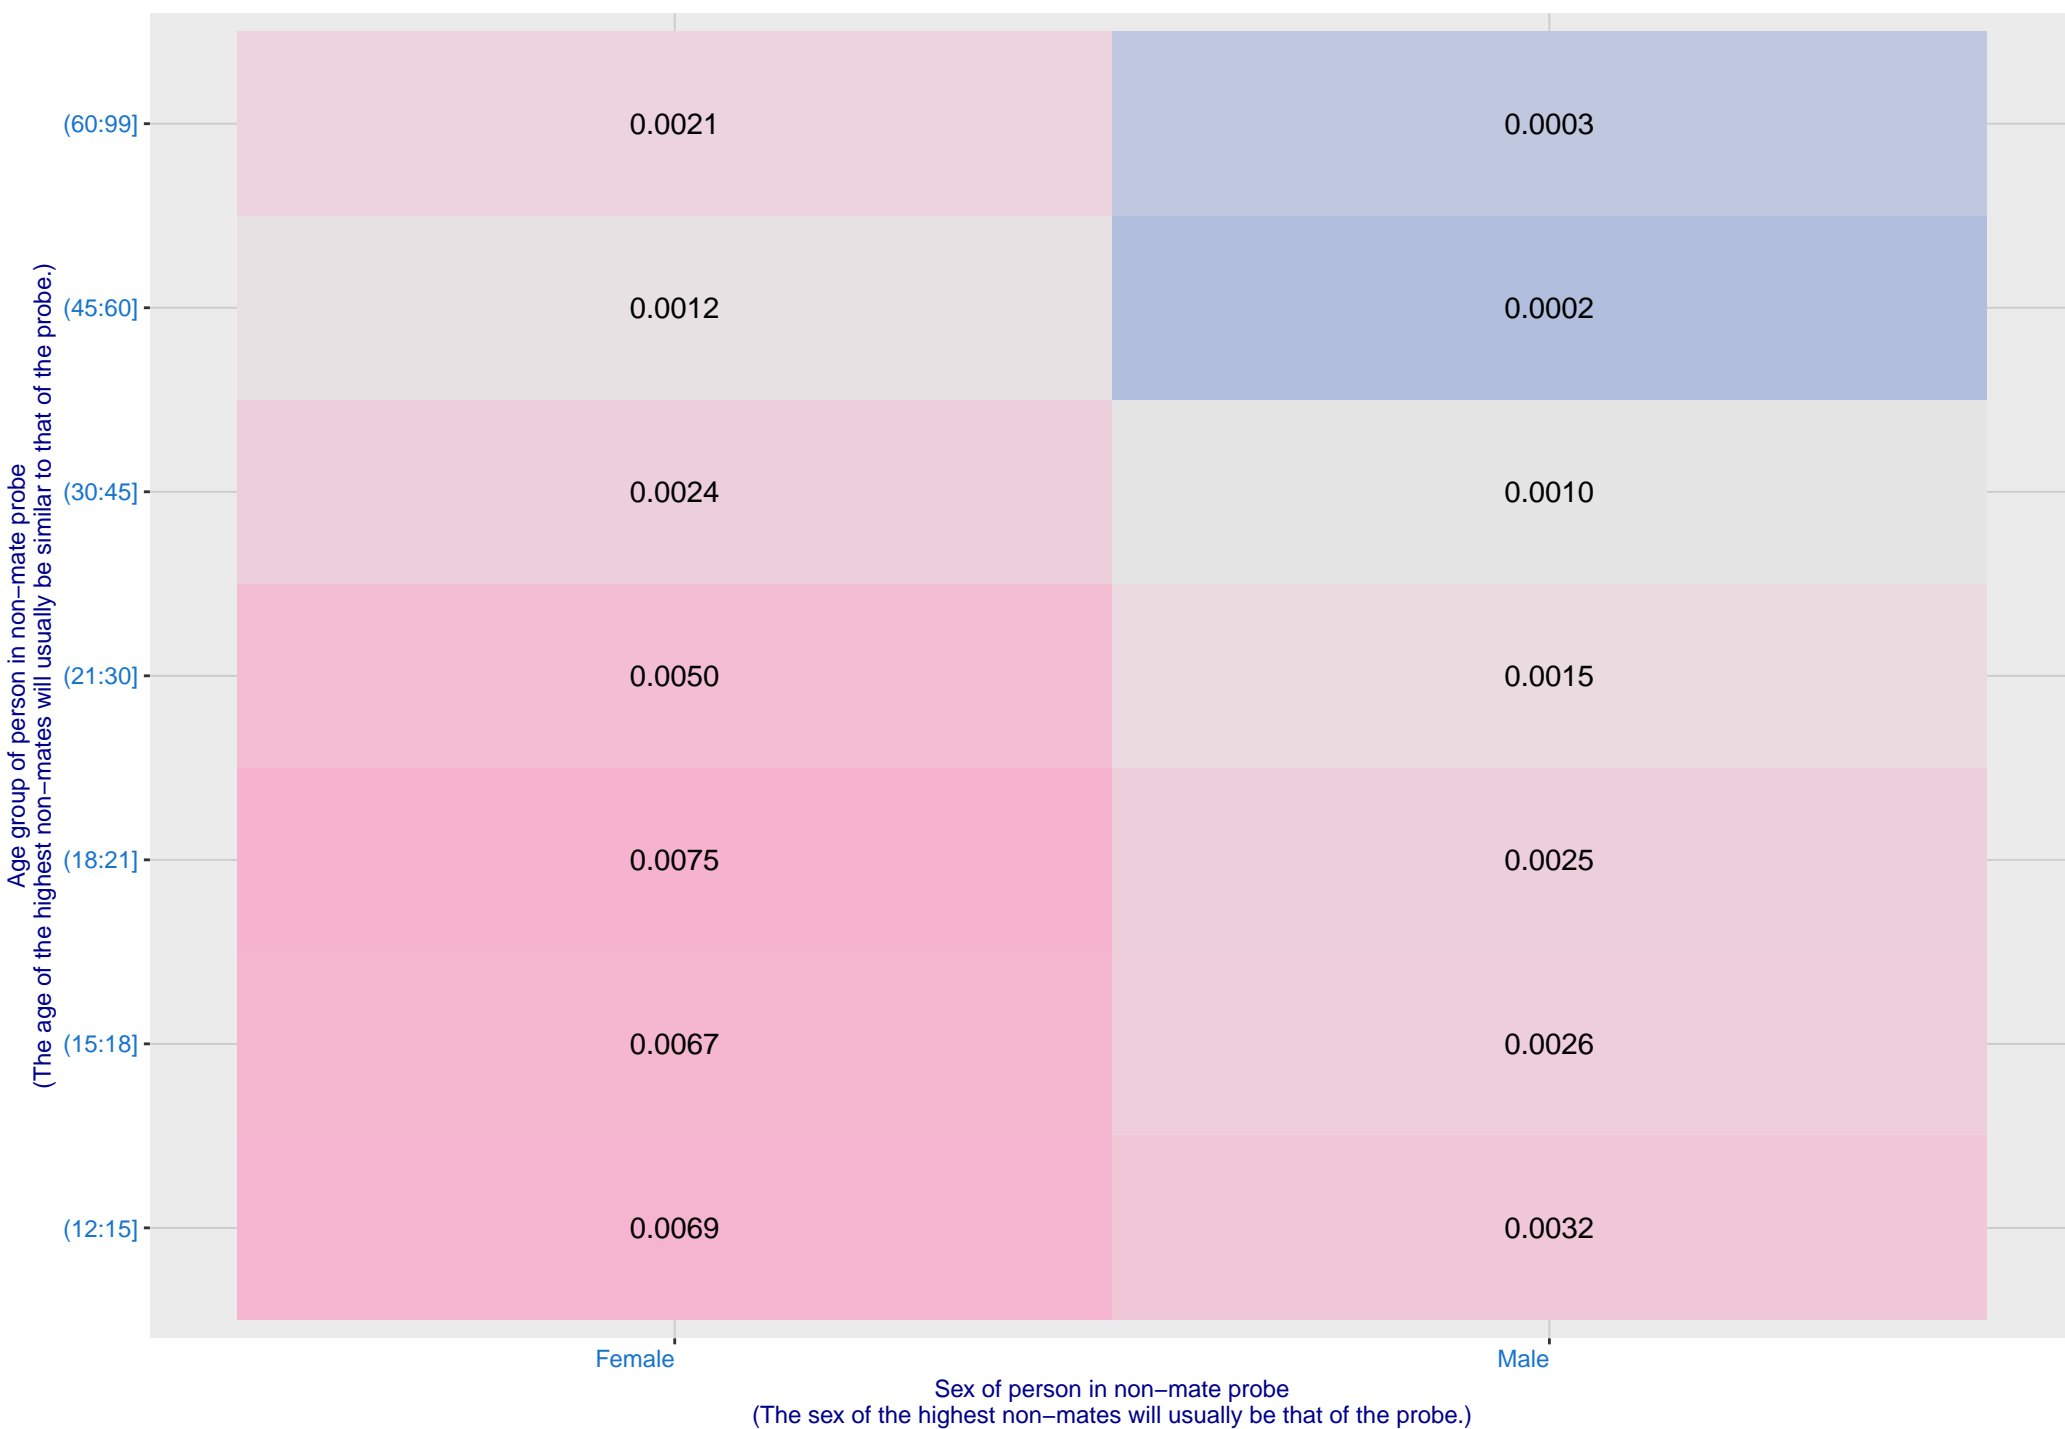 Age group of person in non−mate probe
(The age of the highest non−mates will usually be similar to that of the probe.)
(60:99] 0.0021 0.0003
(45:60] 0.0012 0.0002
(30:45] 0.0024 0.0010
(21:30] 0.0050 0.0015
(18:21] 0.0075 0.0025
(15:18] 0.0067 0.0026
(12:15] 0.0069 0.0032
Female Male
Sex of person in non−mate probe
(The sex of the highest non−mates will usually be that of the probe.)